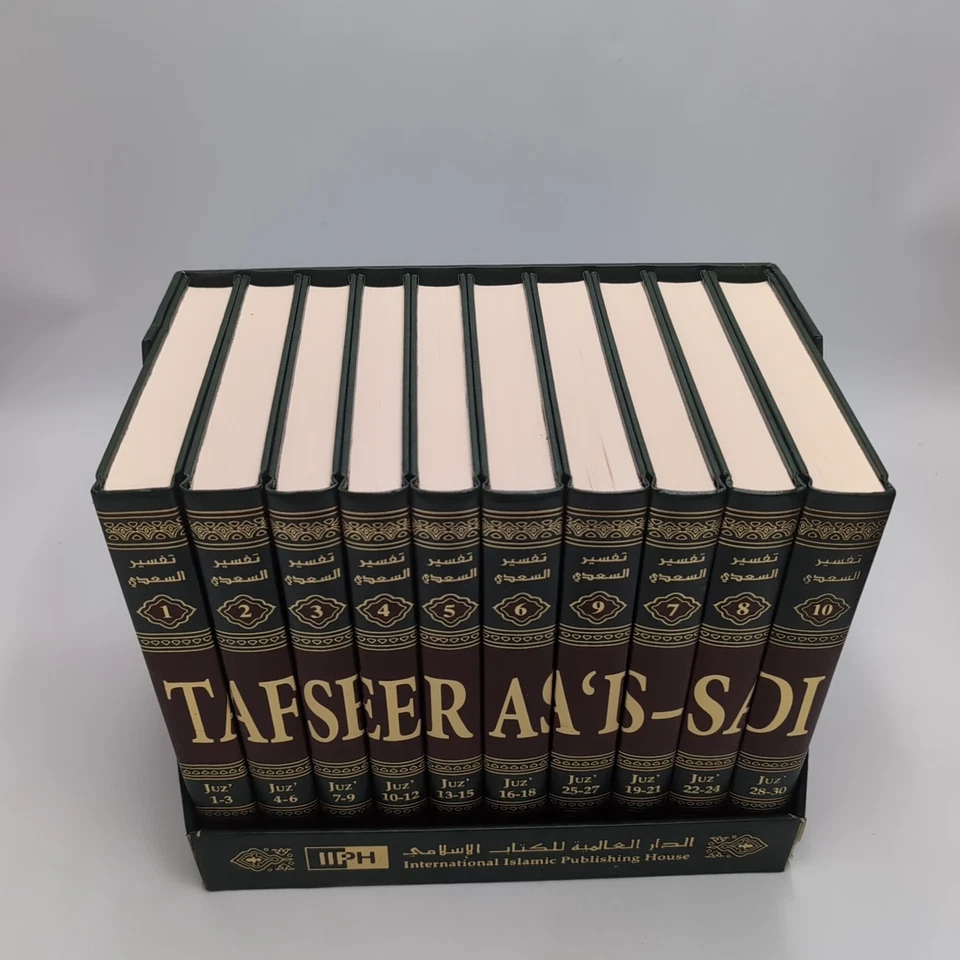 تفسير السعدي
1
تفسير السعدي
2
تفسير السعدي
3
تفسير السعدي
4
تفسير السعدي
5
تفسير السعدي
6
تفسير السعدي
9
تفسير السعدي
7
تفسير السعدي
8
تفسير السعدي
10
TAFSEER ASA‘S–SADI
JUZ’ 1-3
JUZ’ 4-6
JUZ’ 7-9
JUZ’ 10-12
JUZ’ 13-15
JUZ’ 16-18
JUZ’ 25-27
JUZ’ 19-21
JUZ’ 22-24
JUZ’ 28-30
IIPH
الدار العالمية للكتاب الإسلامي
International Islamic Publishing House